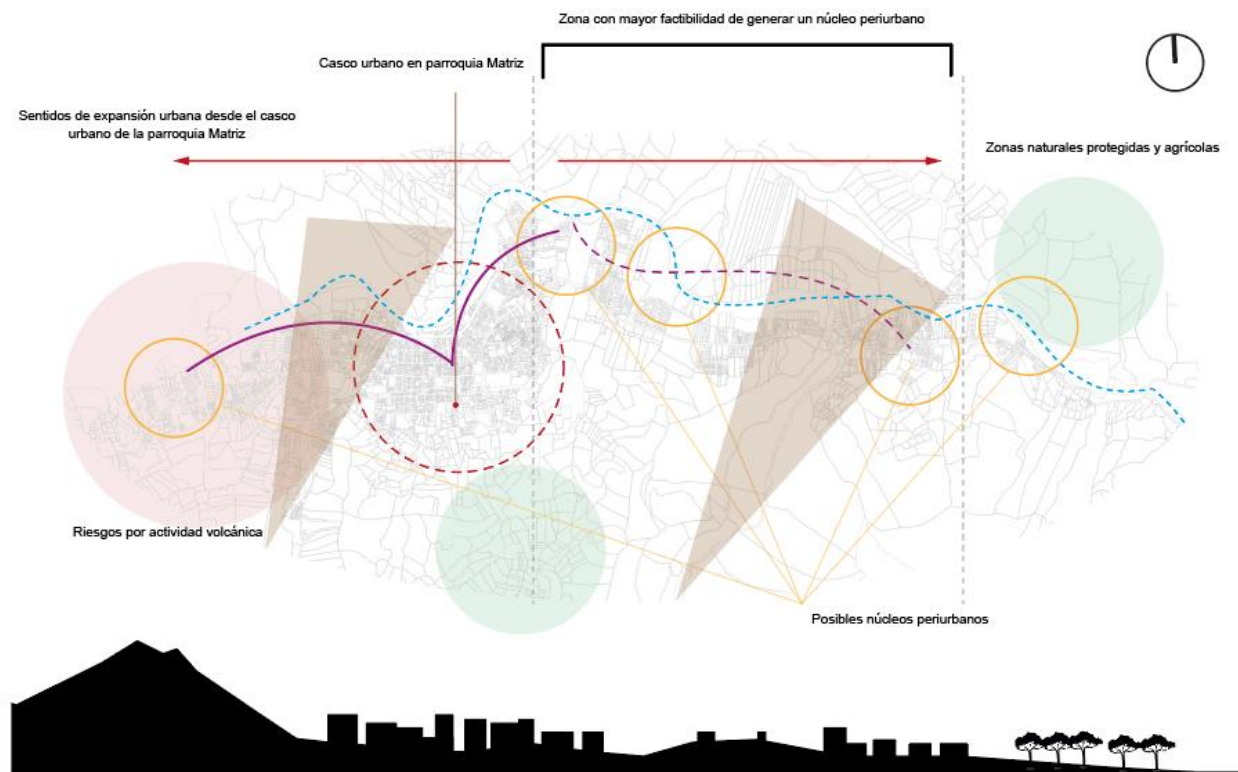 Zona con mayor factibilidad de generar un núcleo periurbano
Casco urbano en parroquia Matriz
Sentidos de expansión urbana desde el casco
urbano de la parroquia Matriz
Zonas naturales protegidas y agrícolas
Riesgos por actividad volcánica
Posibles núcleos periurbanos